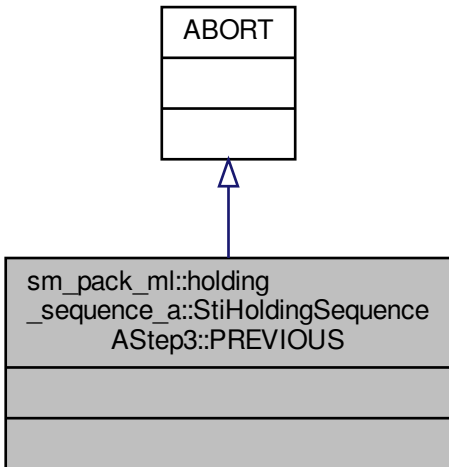 ABORT
sm_pack_ml::holding
_sequence_a::StiHoldingSequence
AStep3::PREVIOUS